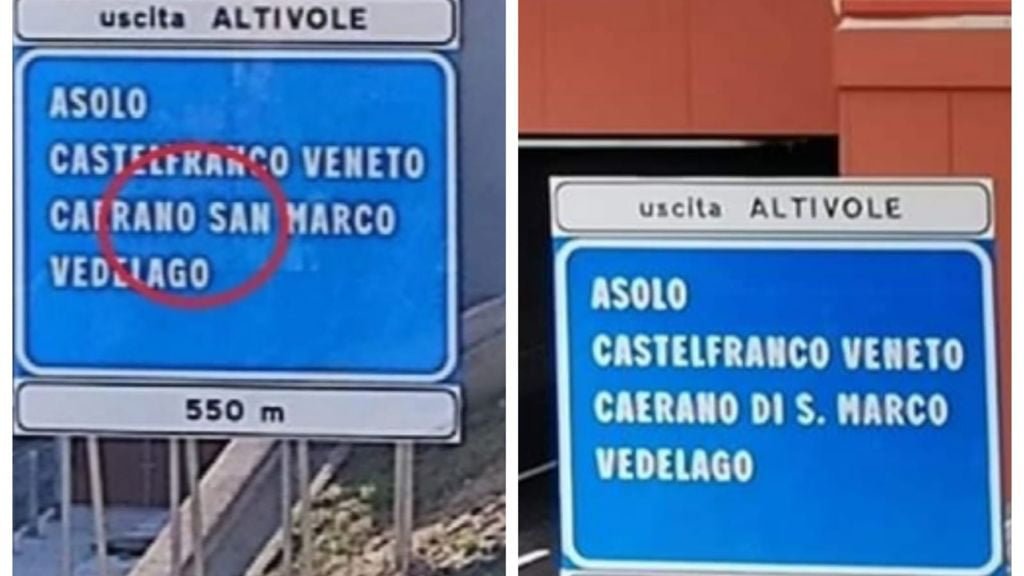 uscita ALTIVOLE
ASOLO
CASTELFRANCO VENETO
CAERANO SAN MARCO
VEDELAGO
550 m
uscita ALTIVOLE
ASOLO
CASTELFRANCO VENETO
CAERANO DI S. MARCO
VEDELAGO